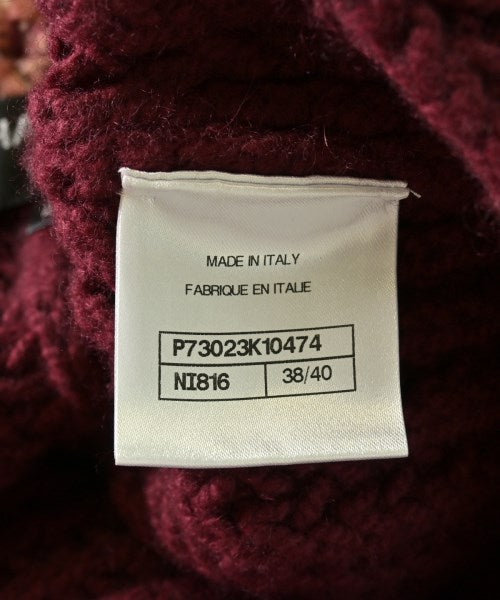 MADE IN ITALY
FABRIQUE EN ITALIE
P73023K10474
NI816 38/40